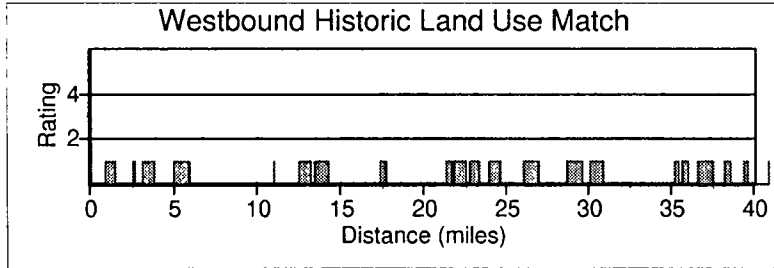 Westbound Historic Land Use Match
Rating
4
2
0 5 10 15 20 25 30 35 40
Distance (miles)